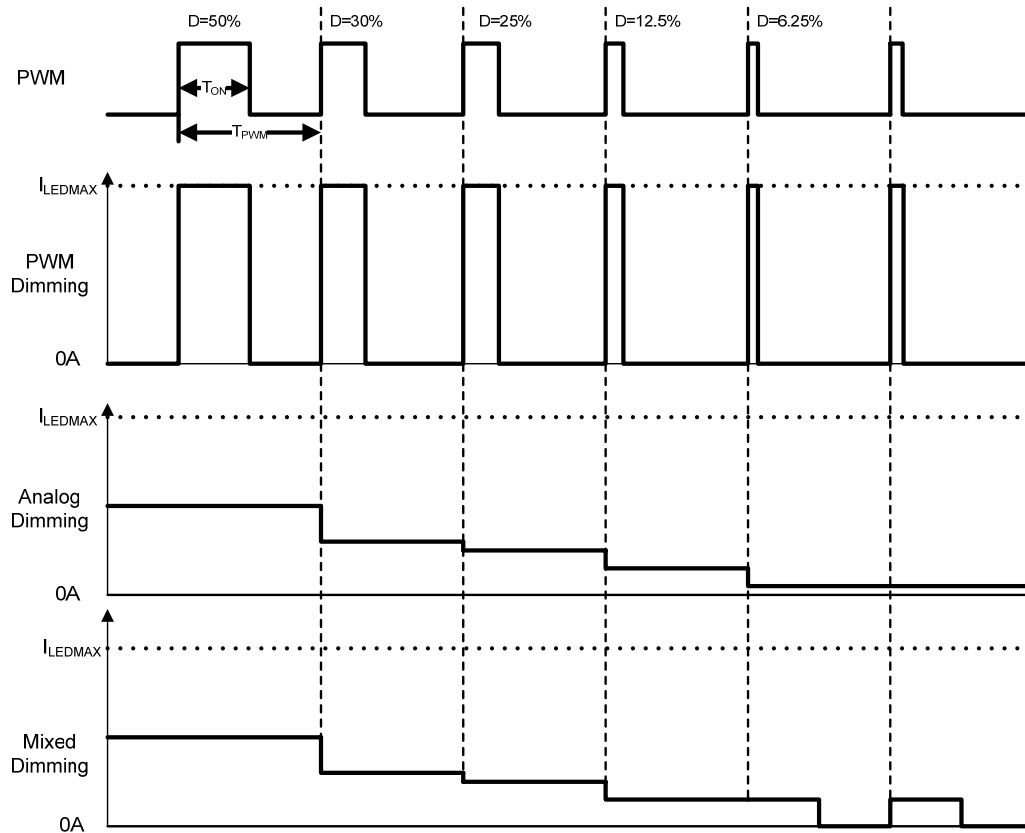 D=50% D=30% D=25% D=12.5% D=6.25%
PWM
TON
TPWM
ILEDMAX
PWM
Dimming
0A
ILEDMAX
Analog
Dimming
0A
ILEDMAX
Mixed
Dimming
0A